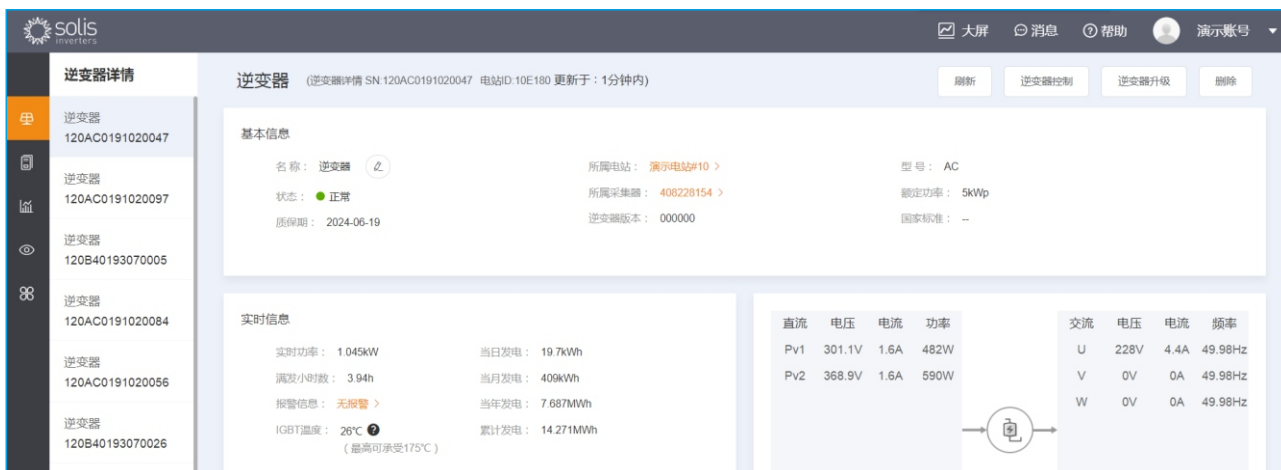 solis
inverters
大屏 消息 帮助 演示账号
逆变器详情
逆变器
120AC0191020047
逆变器
120AC0191020097
逆变器
120B40193070005
逆变器
120AC0191020084
逆变器
120AC0191020056
逆变器
120B40193070026
逆变器 (逆变器详情 SN:120AC0191020047 电站ID:10E180 更新于：1分钟内)
刷新 逆变器控制 逆变器升级 删除
基本信息
名称： 逆变器 所属电站： 演示电站#10 > 型号： AC
状态： 正常 所属采集器： 408228154 > 额定功率： 5kWp
质保期： 2024-06-19 逆变器版本： 000000 国家标准： --
实时信息
实时功率： 1.045kW 当日发电： 19.7kWh
满发小时数： 3.94h 当月发电： 409kWh
报警信息： 无报警 > 当年发电： 7.687MWh
IGBT温度： 26℃ ? 累计发电： 14.271MWh
(最高可承受175℃)
直流 电压 电流 功率
Pv1 301.1V 1.6A 482W
Pv2 368.9V 1.6A 590W
交流 电压 电流 频率
U 228V 4.4A 49.98Hz
V 0V 0A 49.98Hz
W 0V 0A 49.98Hz